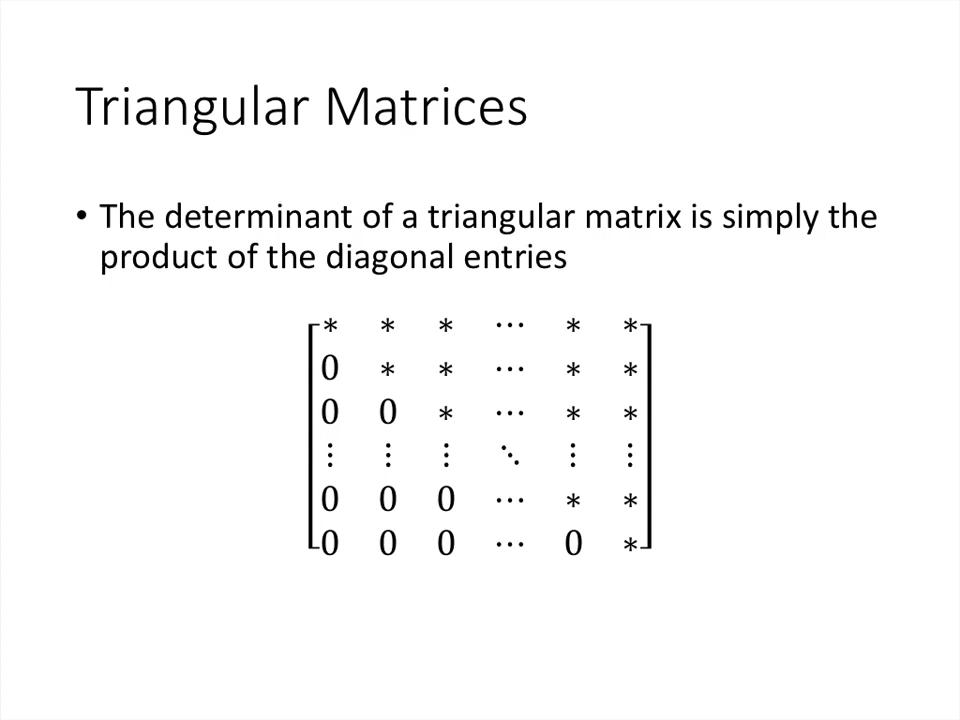 Triangular Matrices
• The determinant of a triangular matrix is simply the
product of the diagonal entries
* * * ⋯ * *
0 * * ⋯ * *
0 0 * ⋯ * *
⋮ ⋮ ⋮ ⋱ ⋮ ⋮
0 0 0 ⋯ * *
0 0 0 ⋯ 0 *